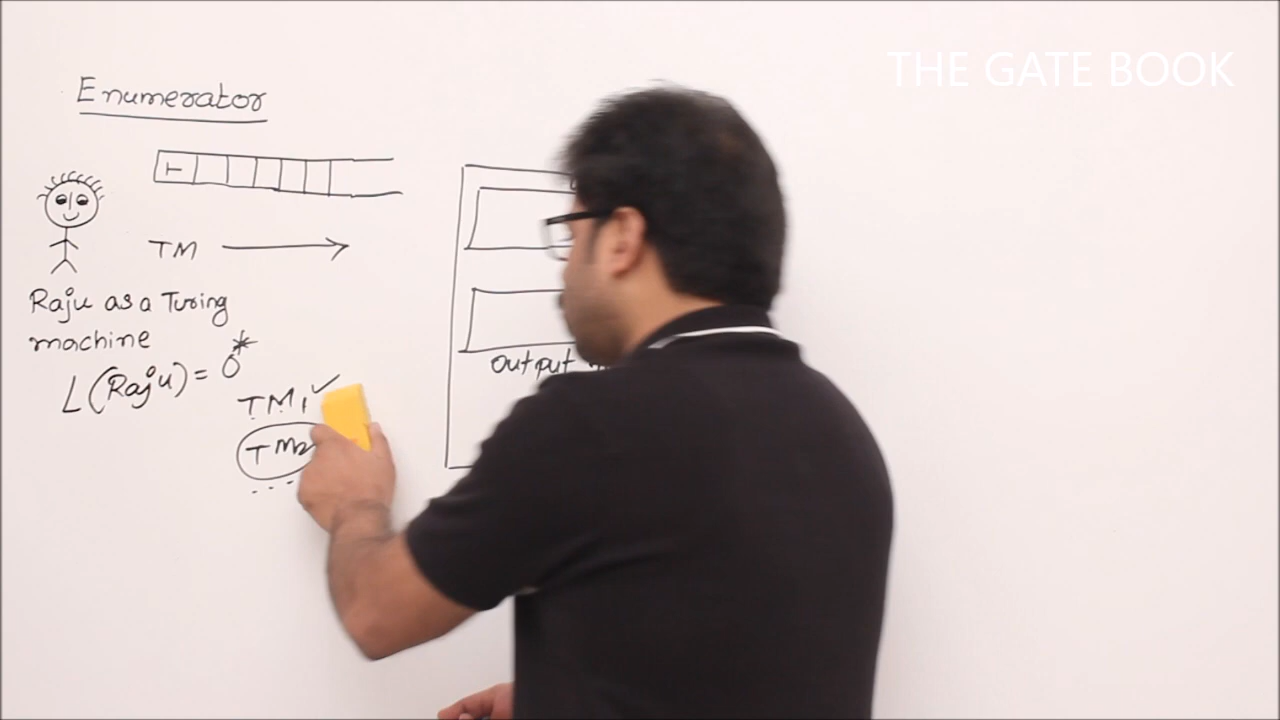 THE GATE BOOK
Enumerator
TM
Raju as a Turing
machine
L(Raju) = 0*
TM1 ✓
TM2
output